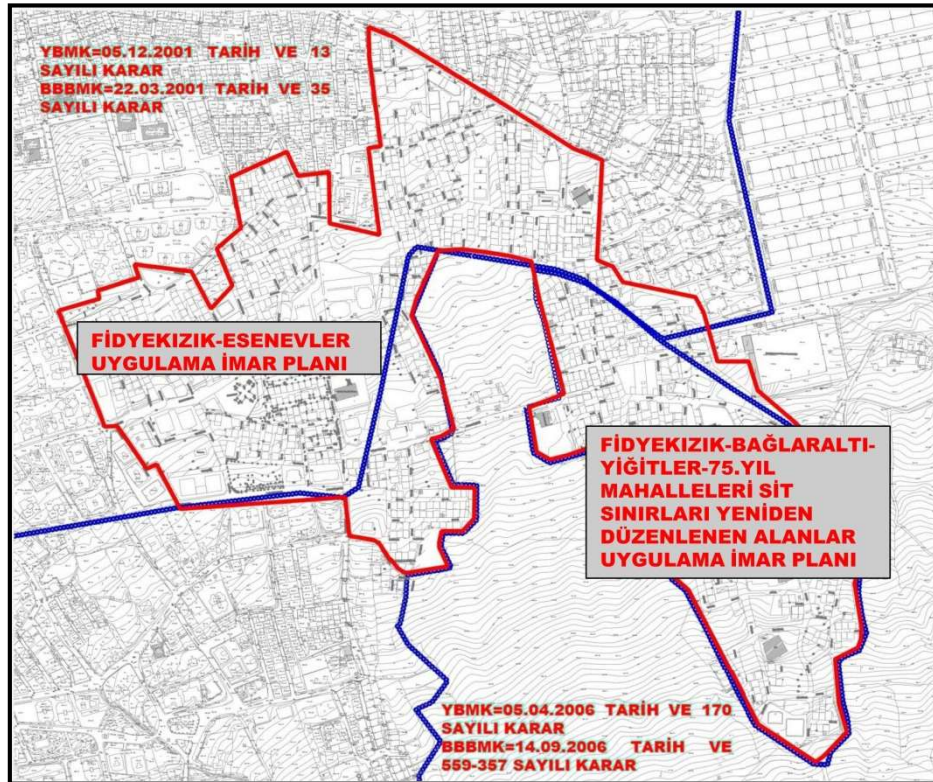 YBMK=05.12.2001 TARİH VE 13
SAYILI KARAR
BBBMK=22.03.2001 TARİH VE 35
SAYILI KARAR
FİDYEKIZIK-ESENEVLER
UYGULAMA İMAR PLANI
FİDYEKIZIK-BAĞLARALTI-
YİĞİTLER-75.YIL
MAHALLELERİ SİT
SINIRLARI YENİDEN
DÜZENLENEN ALANLAR
UYGULAMA İMAR PLANI
YBMK=05.04.2006 TARİH VE 170
SAYILI KARAR
BBBMK=14.09.2006 TARİH VE
559-357 SAYILI KARAR